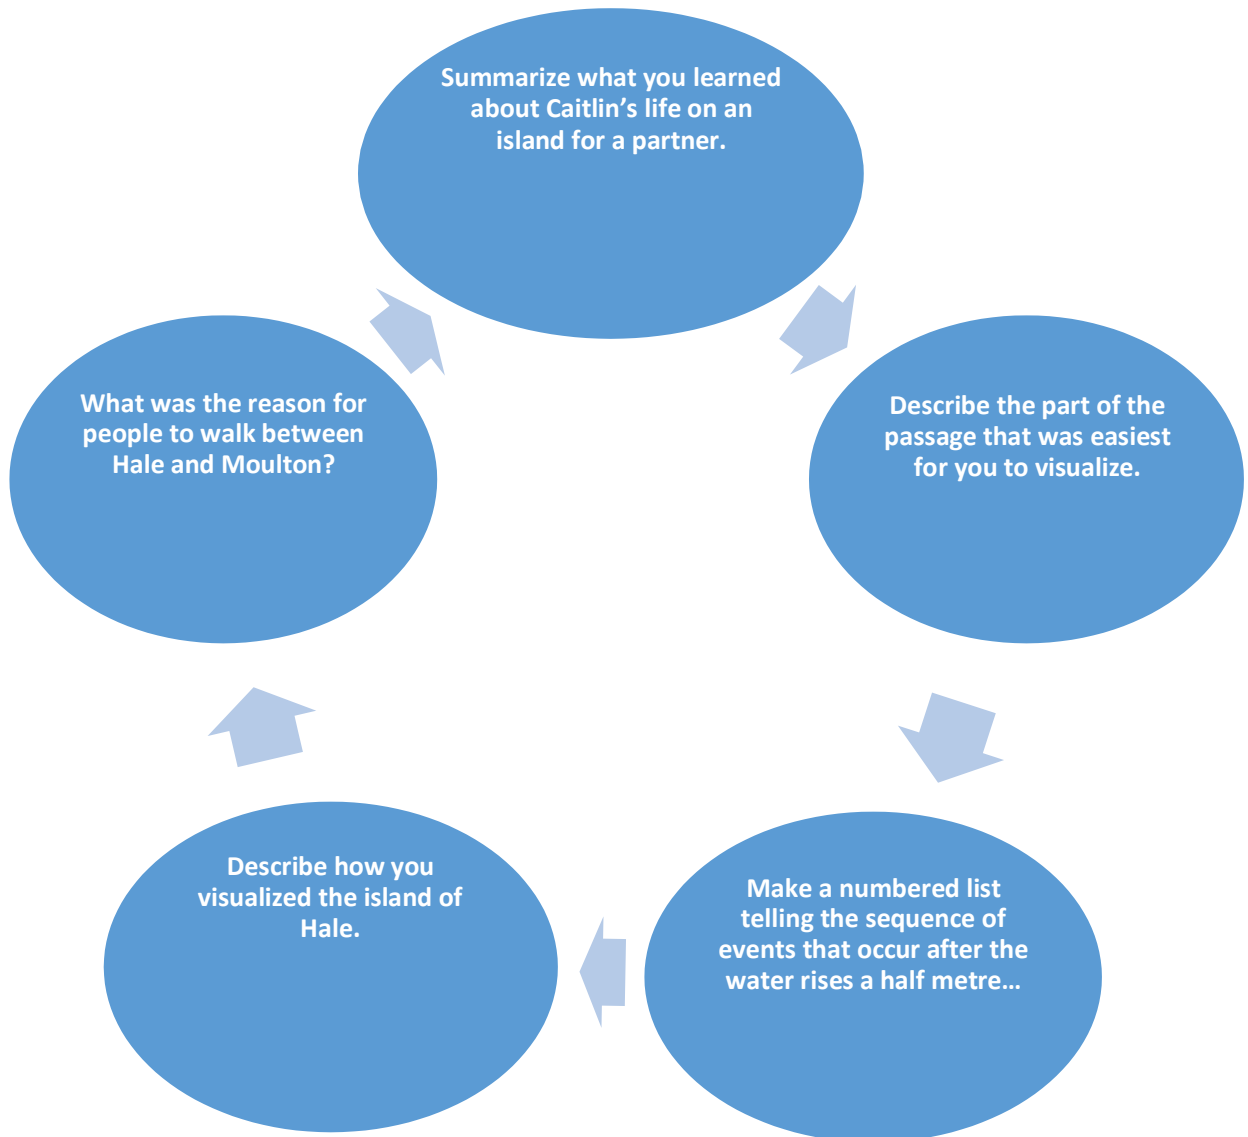 Summarize what you learned
about Caitlin’s life on an
island for a partner.
Describe the part of the
passage that was easiest
for you to visualize.
Make a numbered list
telling the sequence of
events that occur after the
water rises a half metre…
Describe how you
visualized the island of
Hale.
What was the reason for
people to walk between
Hale and Moulton?